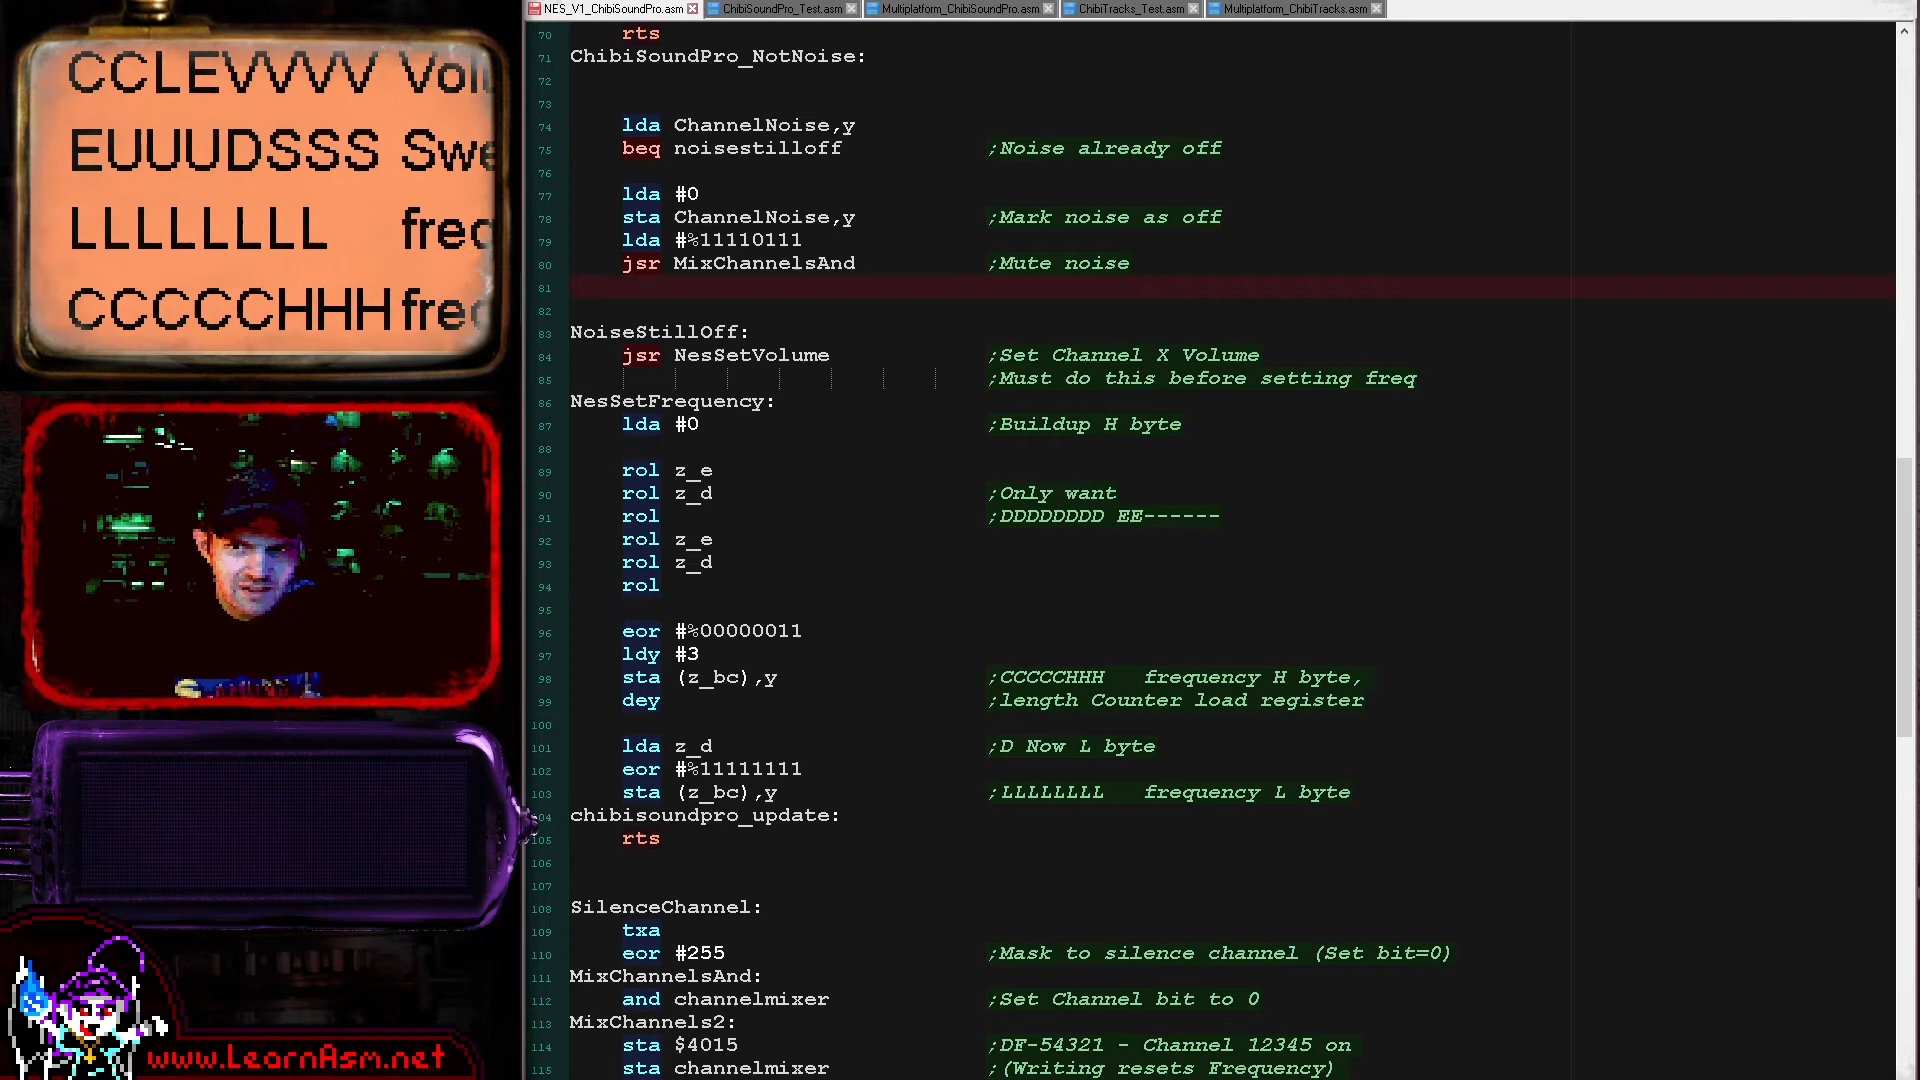 NES_V1_ChibiSoundPro.asm ChibiSoundPro_Test.asm Multiplatform_ChibiSoundPro.asm ChibiTracks_Test.asm Multiplatform_ChibiTracks.asm
CCLEVVVV
EUUUDSSS
LLLLLLLL
CCCCCHHH
70 rts
71 ChibiSoundPro_NotNoise:
72
73
74 lda ChannelNoise,y
75 beq noisestilloff ;Noise already off
76
77 lda #0
78 sta ChannelNoise,y ;Mark noise as off
79 lda #%11110111
80 jsr MixChannelsAnd ;Mute noise
81
82
83 NoiseStillOff:
84 jsr NesSetVolume ;Set Channel X Volume
85 ;Must do this before setting freq
86 NesSetFrequency:
87 lda #0 ;Buildup H byte
88
89 rol z_e
90 rol z_d ;Only want
91 rol ;DDDDDDDD EE------
92 rol z_e
93 rol z_d
94 rol
95
96 eor #%00000011
97 ldy #3
98 sta (z_bc),y ;CCCCCHHH frequency H byte,
99 dey ;length Counter load register
100
101 lda z_d ;D Now L byte
102 eor #%11111111
103 sta (z_bc),y ;LLLLLLLL frequency L byte
104 chibisoundpro_update:
105 rts
106
107
108 SilenceChannel:
109 txa
110 eor #255 ;Mask to silence channel (Set bit=0)
111 MixChannelsAnd:
112 and channelmixer ;Set Channel bit to 0
113 MixChannels2:
114 sta $4015 ;DF-54321 - Channel 12345 on
115 sta channelmixer ;(Writing resets Frequency)
www.LearnAsm.net